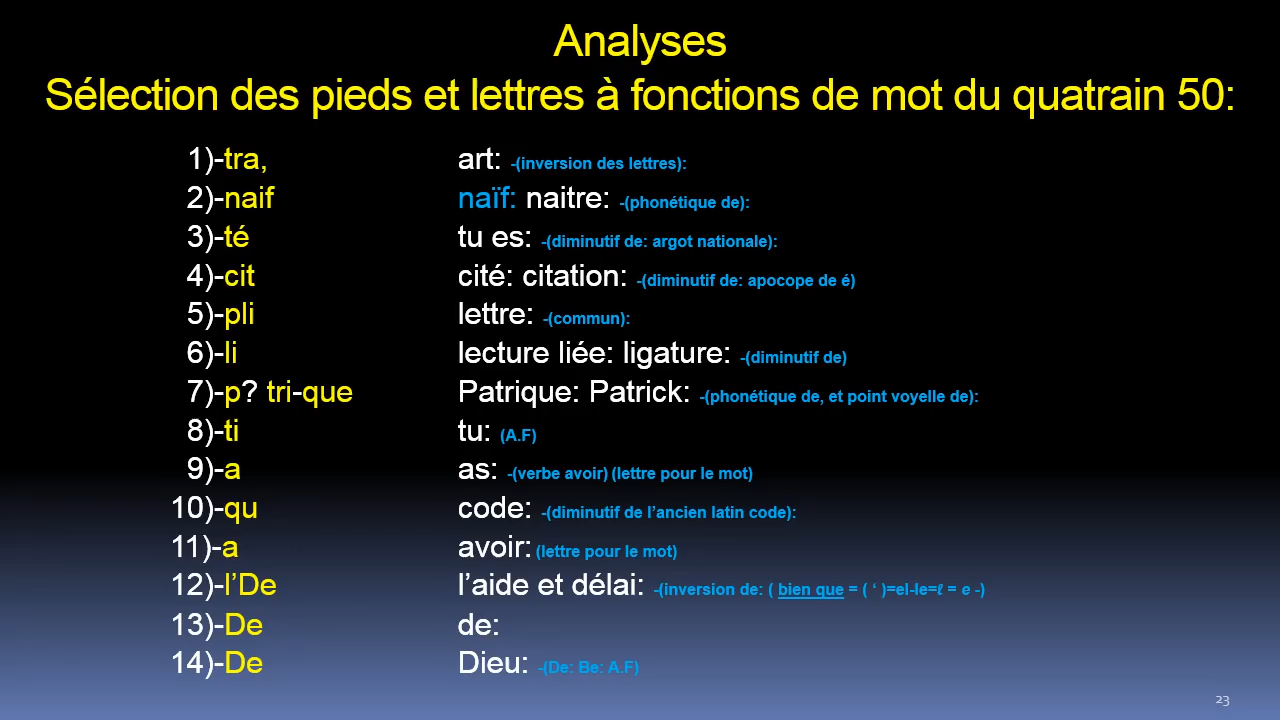 Analyses
Sélection des pieds et lettres à fonctions de mot du quatrain 50:
1)-tra, art: -(inversion des lettres):
2)-naif naïf: naitre: -(phonétique de):
3)-té tu es: -(diminutif de: argot nationale):
4)-cit cité: citation: -(diminutif de: apocope de é)
5)-pli lettre: -(commun):
6)-li lecture liée: ligature: -(diminutif de)
7)-p? tri-que Patrique: Patrick: -(phonétique de, et point voyelle de):
8)-ti tu: (A.F)
9)-a as: -(verbe avoir) (lettre pour le mot)
10)-qu code: -(diminutif de l’ancien latin code):
11)-a avoir: (lettre pour le mot)
12)-l’De l’aide et délai: -(inversion de: ( bien que = ( ‘ )=el-le=ℓ = e -)
13)-De de:
14)-De Dieu: -(De: Be: A.F)
23